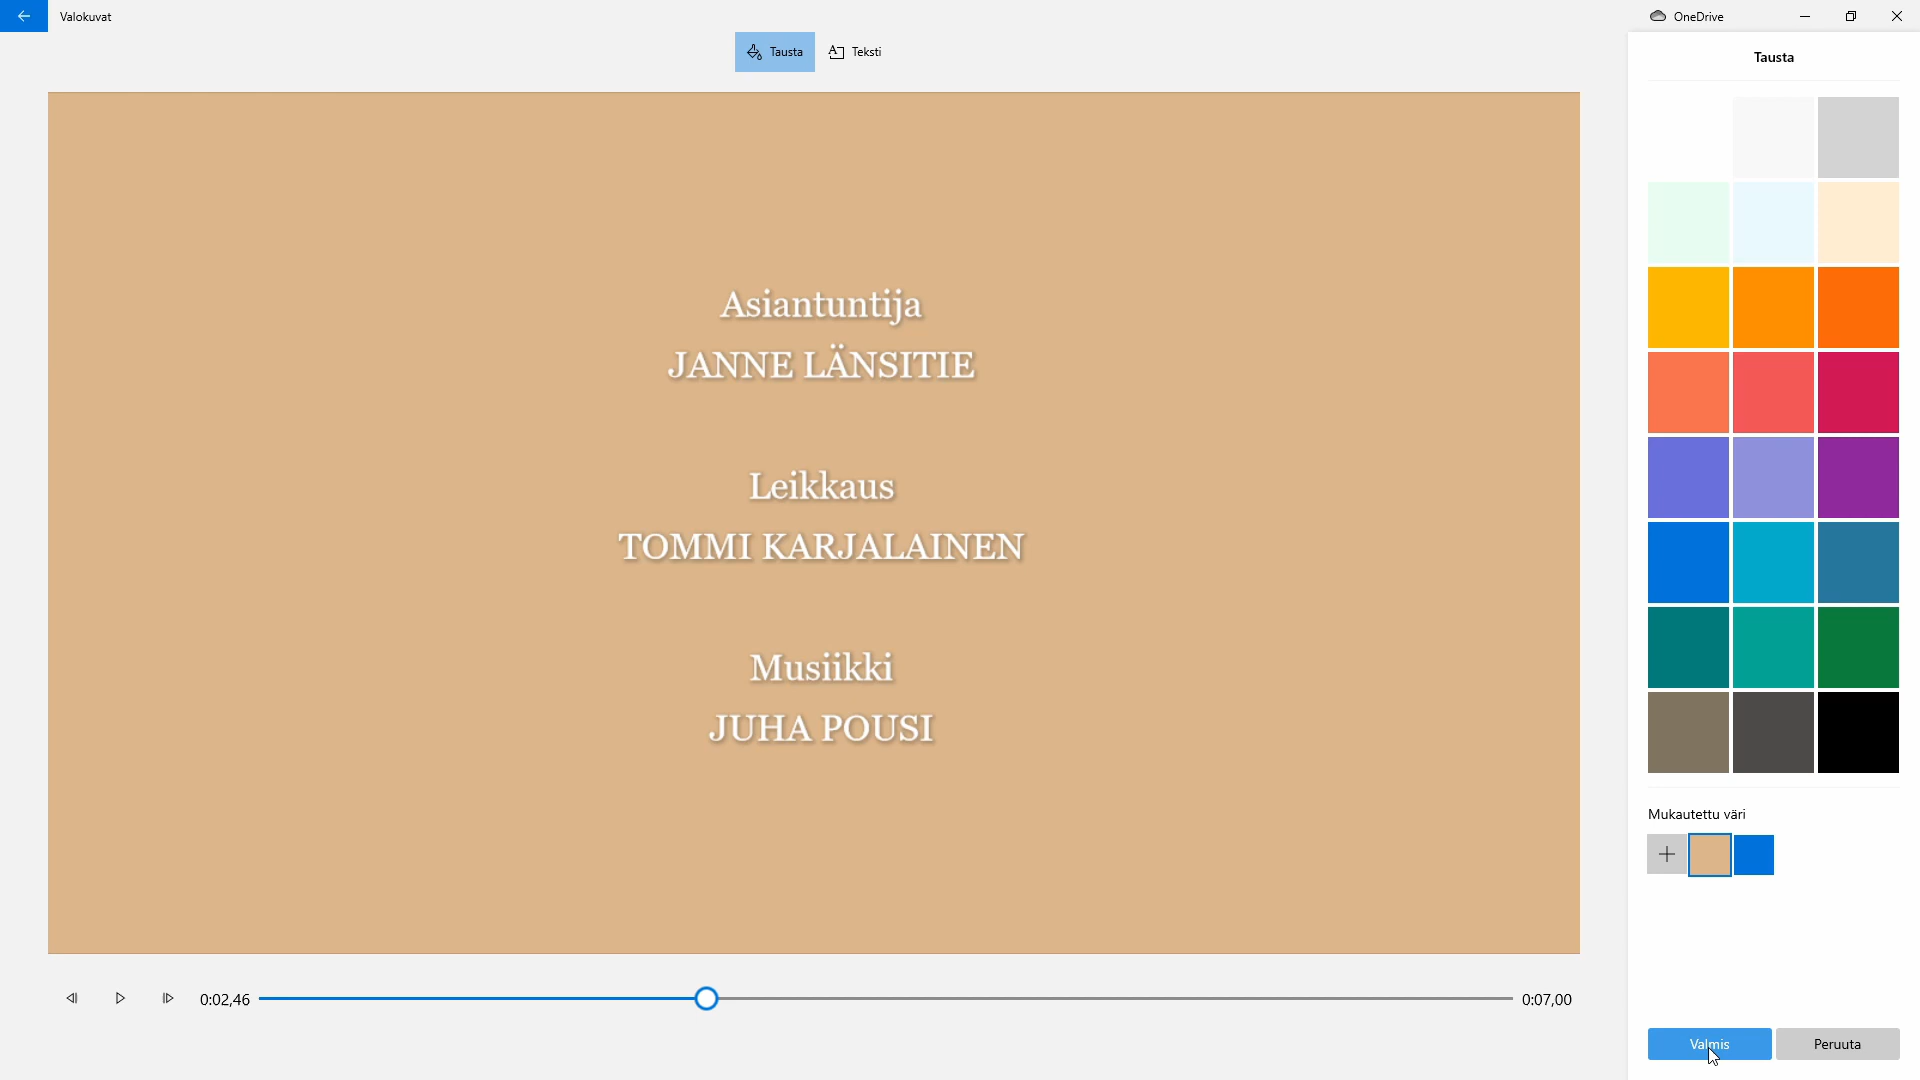 Valokuvat
OneDrive
Tausta
Teksti
Tausta
Asiantuntija
JANNE LÄNSITIE
Leikkaus
TOMMI KARJALAINEN
Musiikki
JUHA POUSI
Mukautettu väri
0:02,46
0:07,00
Valmis
Peruuta